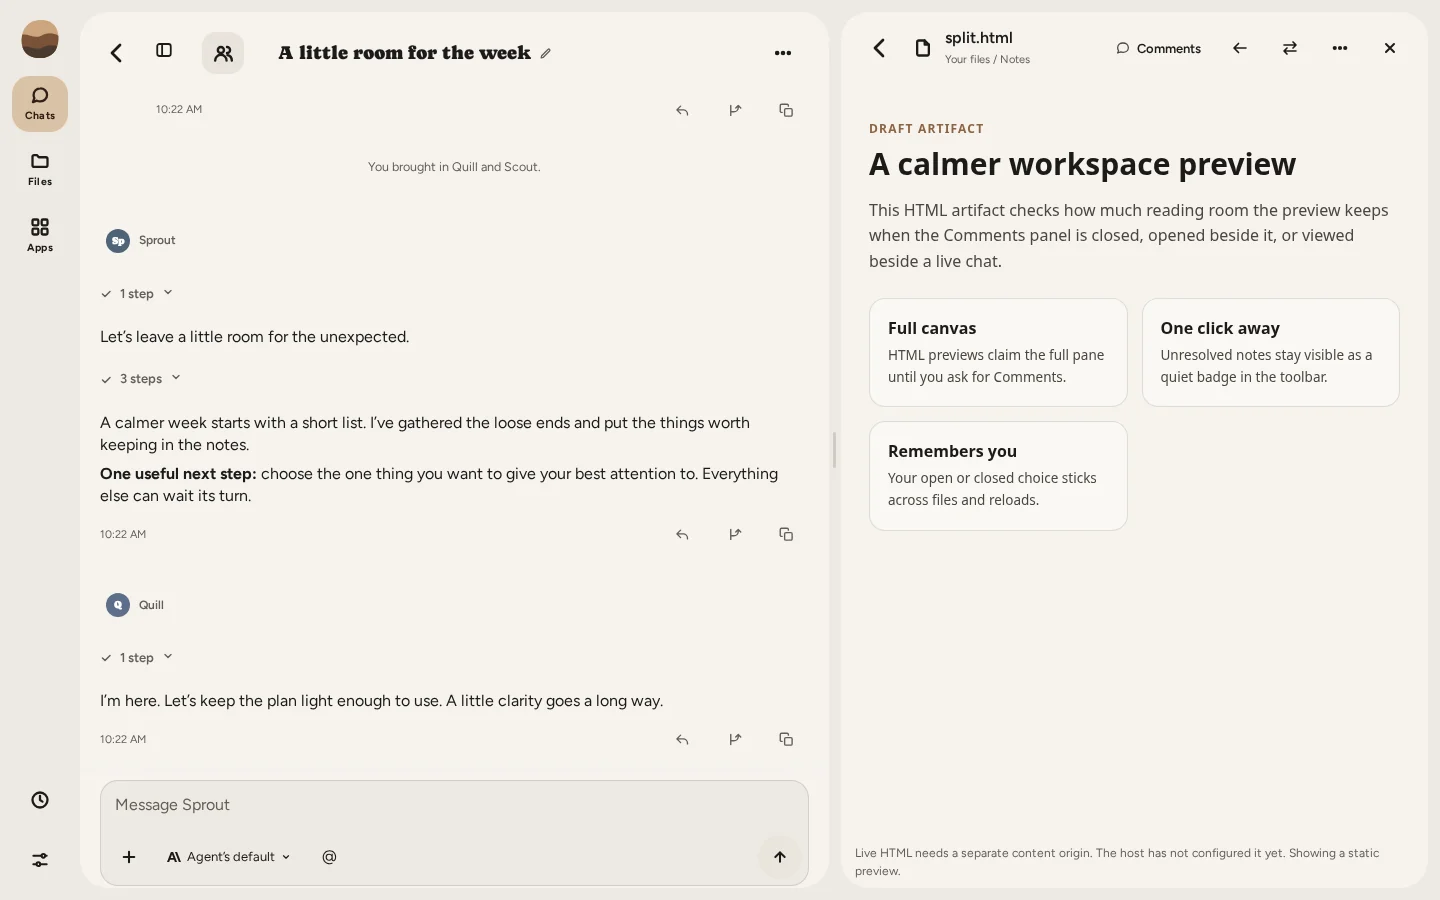 Chats
Files
Apps
A little room for the week
10:22 AM
You brought in Quill and Scout.
Sp Sprout
1 step
Let’s leave a little room for the unexpected.
3 steps
A calmer week starts with a short list. I’ve gathered the loose ends and put the things worth
keeping in the notes.
One useful next step: choose the one thing you want to give your best attention to. Everything
else can wait its turn.
10:22 AM
Q Quill
1 step
I’m here. Let’s keep the plan light enough to use. A little clarity goes a long way.
10:22 AM
Message Sprout
Agent’s default
@
split.html
Your files / Notes
Comments
DRAFT ARTIFACT
A calmer workspace preview
This HTML artifact checks how much reading room the preview keeps
when the Comments panel is closed, opened beside it, or viewed
beside a live chat.
Full canvas
HTML previews claim the full pane
until you ask for Comments.
One click away
Unresolved notes stay visible as a
quiet badge in the toolbar.
Remembers you
Your open or closed choice sticks
across files and reloads.
Live HTML needs a separate content origin. The host has not configured it yet. Showing a static
preview.